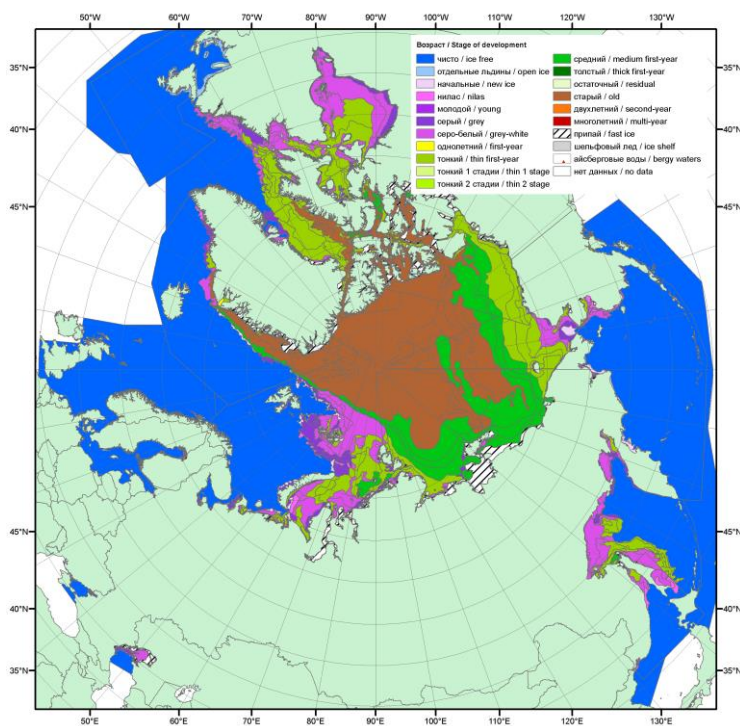 50°W 60°W 70°W 80°W 90°W 100°W 110°W 120°W 130°W
Возраст / Stage of development
чисто / ice free
отдельные льдины / open ice
начальные / new ice
нилас / nilas
молодой / young
серый / grey
серо-белый / grey-white
однолетний / first-year
тонкий / thin first-year
тонкий 1 стадии / thin 1 stage
тонкий 2 стадии / thin 2 stage
средний / medium first-year
толстый / thick first-year
остаточный / residual
старый / old
двухлетний / second-year
многолетний / multi-year
припай / fast ice
шельфовый лед / ice shelf
айсберговые воды / bergy waters
нет данных / no data
35°N 35°N
40°N 40°N
45°N 45°N
45°N 45°N
40°N 40°N
35°N 35°N
50°E 60°E 70°E 80°E 90°E 100°E 110°E 120°E 130°E